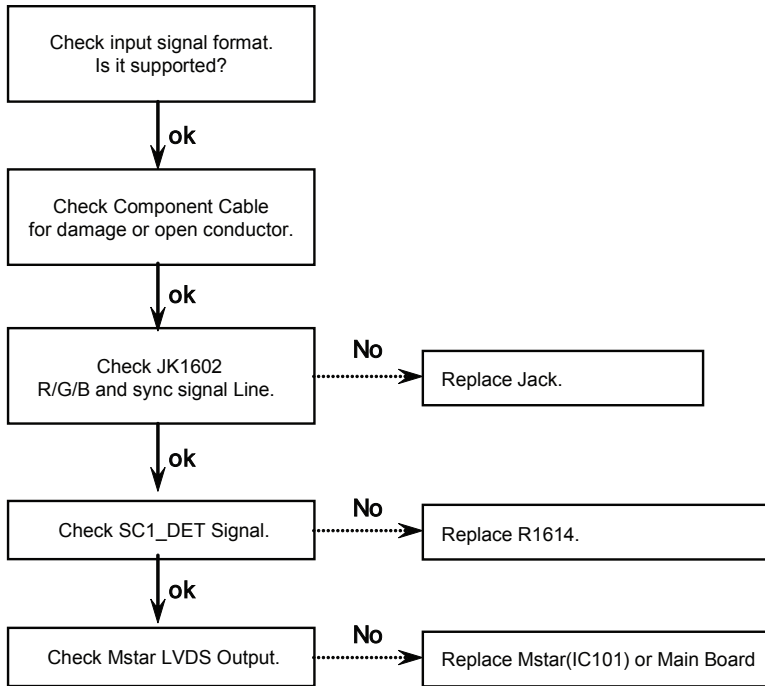 Check input signal format.
Is it supported?
ok
Check Component Cable
for damage or open conductor.
ok
Check JK1602
R/G/B and sync signal Line.
No
Replace Jack.
ok
Check SC1_DET Signal.
No
Replace R1614.
ok
Check Mstar LVDS Output.
No
Replace Mstar(IC101) or Main Board